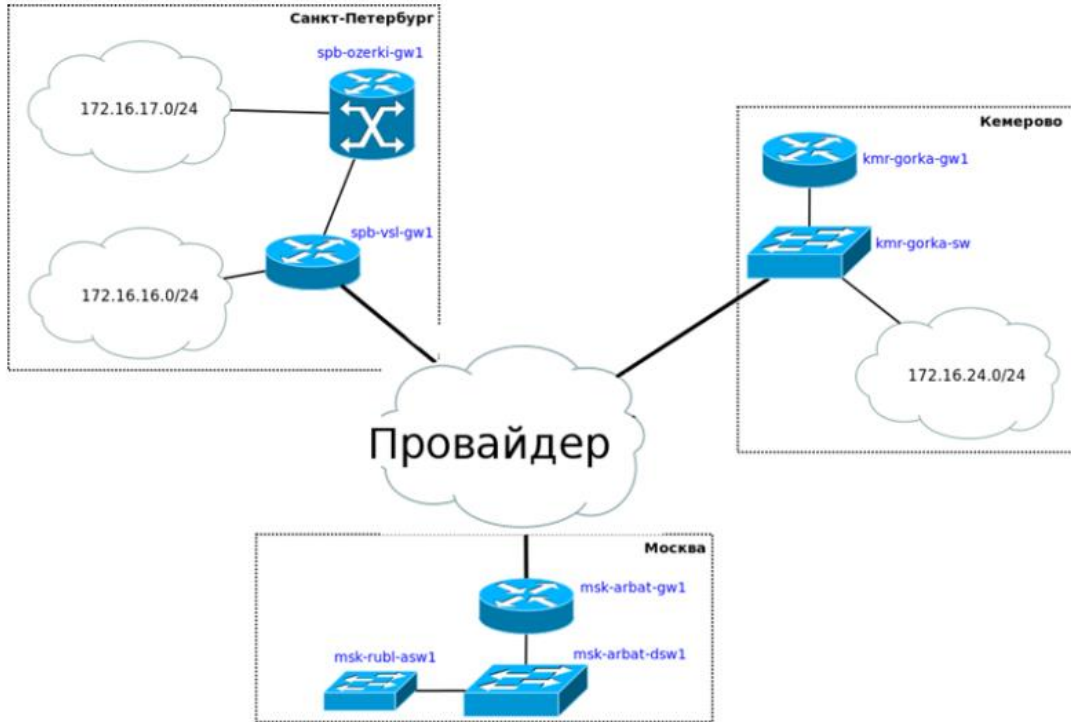 Санкт-Петербург
spb-ozerki-gw1
172.16.17.0/24
spb-vsl-gw1
172.16.16.0/24
Кемерово
kmr-gorka-gw1
kmr-gorka-sw
172.16.24.0/24
Провайдер
Москва
msk-arbat-gw1
msk-rubl-asw1
msk-arbat-dsw1